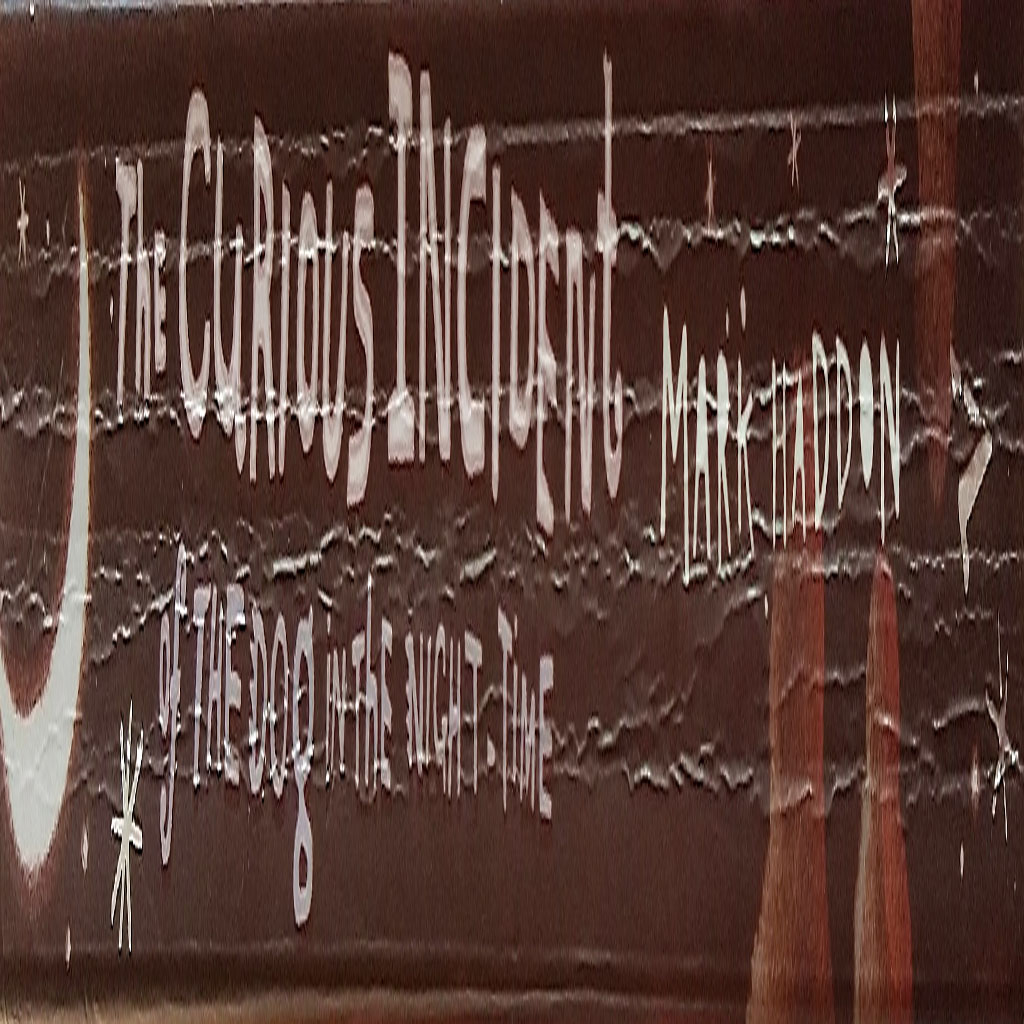 THE CURIOUS INCIDENT
OF THE DOG IN THE NIGHT-TIME
MARK HADDON